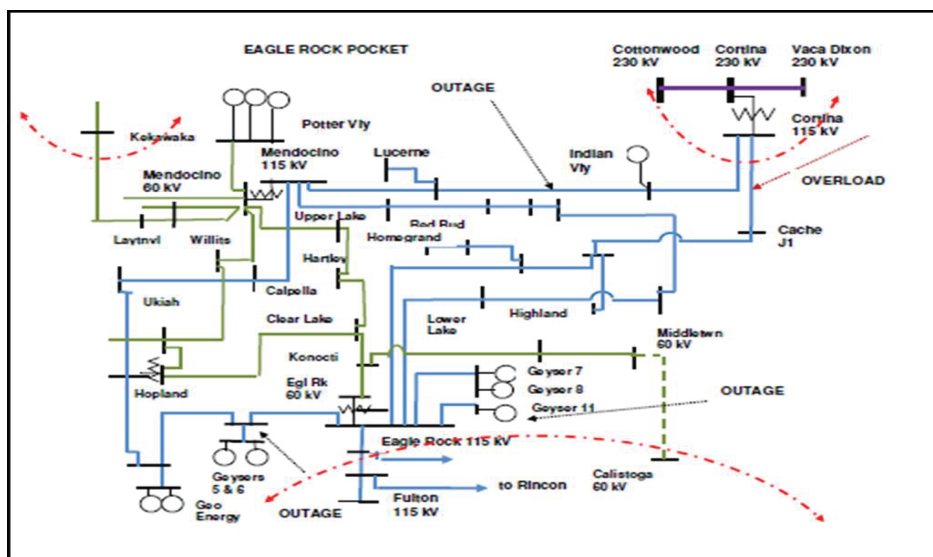 EAGLE ROCK POCKET
Cottonwood
230 kV
Cortina
230 kV
Vaca Dixon
230 kV
OUTAGE
Kekawaka
Potter Vly
Mendocino
115 kV
Lucerne
Indian
Vly
Cortina
115 kV
OVERLOAD
Mendocino
60 kV
Upper Lake
Red Bud
Homegrand
Cache
J1
Laytnvl
Willits
Hartley
Ukiah
Calpella
Clear Lake
Lower
Lake
Highland
Middletwn
60 kV
Konocti
Hopland
Egl Rk
60 kV
Geyser 7
Geyser 8
Geyser 11
OUTAGE
Eagle Rock 115 kV
Geysers
5 & 6
Geo
Energy
OUTAGE
Fulton
115 kV
to Rincon
Calistoga
60 kV